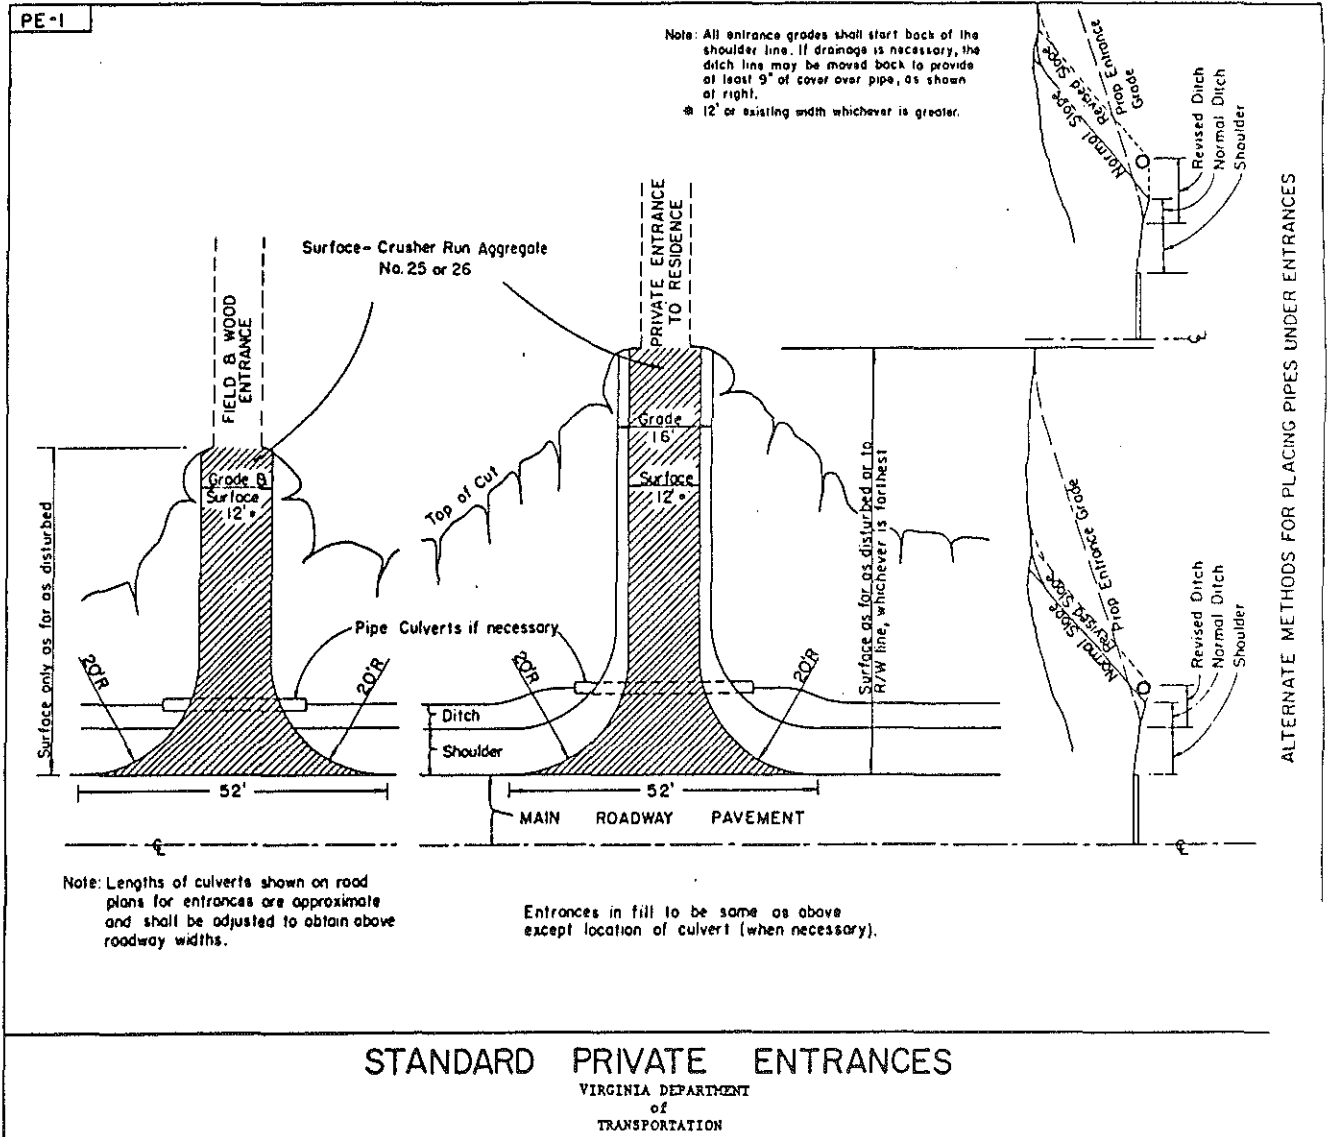 PE-1
Note: All entrance grades shall start back of the
shoulder line. If drainage is necessary, the
ditch line may be moved back to provide
at least 9" of cover over pipe, as shown
at right.
* 12' or existing width whichever is greater.
Prop Entrance
Grade
Revised Slope
Normal Slope
Revised Ditch
Normal Ditch
Shoulder
℄
ALTERNATE METHODS FOR PLACING PIPES UNDER ENTRANCES
Surface- Crusher Run Aggregate
No. 25 or 26
FIELD & WOOD
ENTRANCE
PRIVATE ENTRANCE
TO RESIDENCE
Grade &
Surface
12' *
Top of Cut
Grade
16'
Surface
12' *
Surface only as far as disturbed
Surface as far as disturbed or to
R/W line, whichever is farthest
Pipe Culverts if necessary
20'R
20'R
20'R
20'R
Ditch
Shoulder
52'
52'
MAIN ROADWAY PAVEMENT
℄
Prop Entrance Grade
Revised Slope
Normal Slope
Revised Ditch
Normal Ditch
Shoulder
℄
Note: Lengths of culverts shown on road
plans for entrances are approximate
and shall be adjusted to obtain above
roadway widths.
Entrances in fill to be same as above
except location of culvert (when necessary).
STANDARD PRIVATE ENTRANCES
VIRGINIA DEPARTMENT
of
TRANSPORTATION